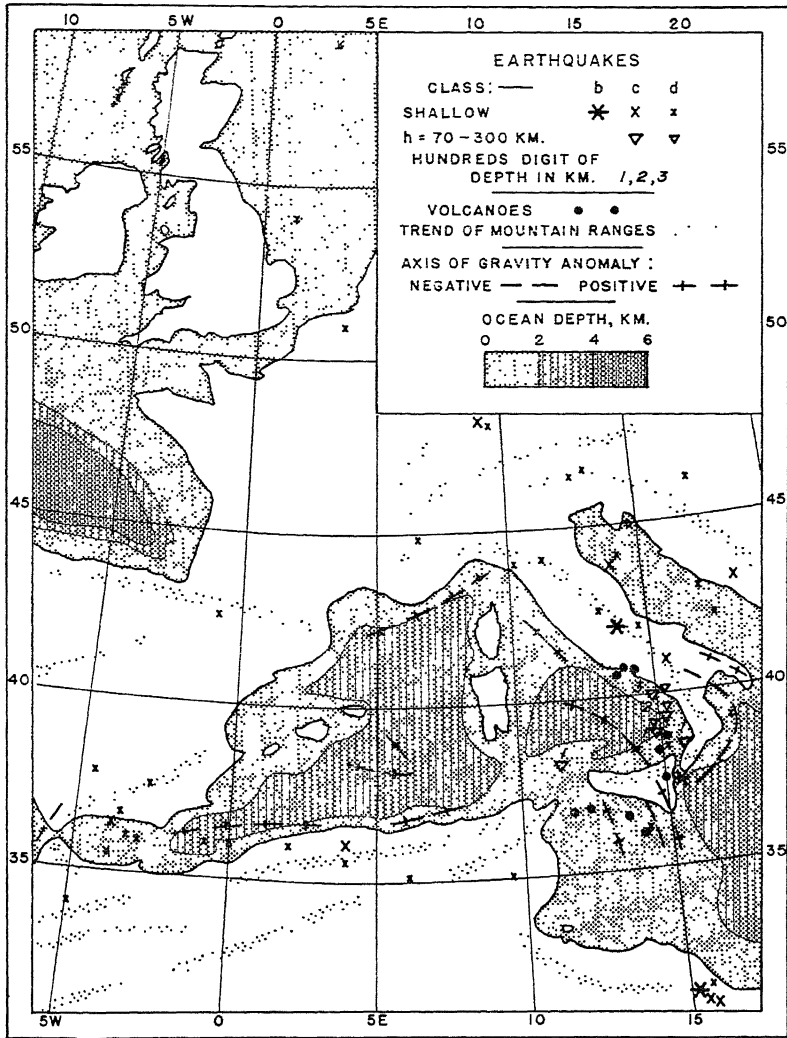 10 5W 0 5E 10 15 20
EARTHQUAKES
CLASS: b c d
SHALLOW
h = 70 – 300 KM.
HUNDREDS DIGIT OF
DEPTH IN KM. 1,2,3
VOLCANOES
TREND OF MOUNTAIN RANGES
AXIS OF GRAVITY ANOMALY :
NEGATIVE POSITIVE
OCEAN DEPTH, KM.
0 2 4 6
55 55
50 50
45 45
40 40
35 35
5W 0 5E 10 15